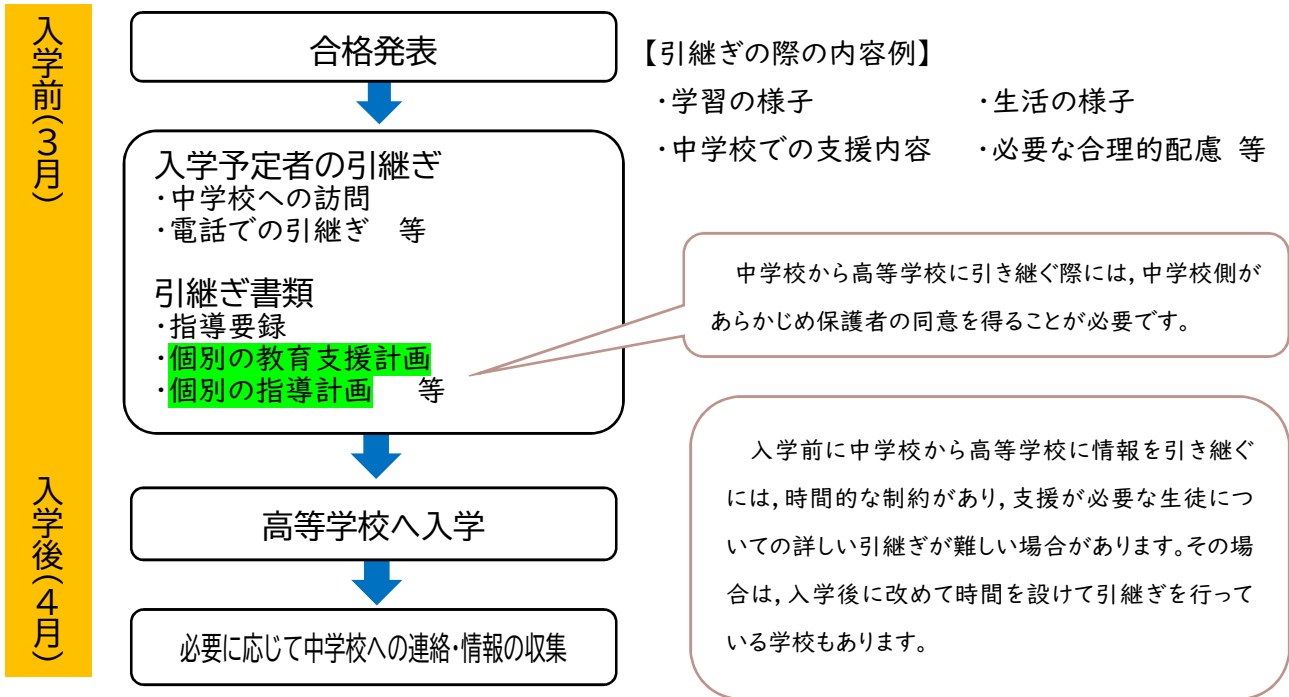 入学前(3月)
合格発表
【引継ぎの際の内容例】
・学習の様子　・生活の様子
・中学校での支援内容　・必要な合理的配慮 等
入学予定者の引継ぎ
・中学校への訪問
・電話での引継ぎ　等
引継ぎ書類
・指導要録
・個別の教育支援計画
・個別の指導計画　等
中学校から高等学校に引き継ぐ際には,中学校側が
あらかじめ保護者の同意を得ることが必要です。
入学後(4月)
高等学校へ入学
必要に応じて中学校への連絡・情報の収集
入学前に中学校から高等学校に情報を引き継ぐ
には,時間的な制約があり,支援が必要な生徒につ
いての詳しい引継ぎが難しい場合があります。その場
合は,入学後に改めて時間を設けて引継ぎを行って
いる学校もあります。